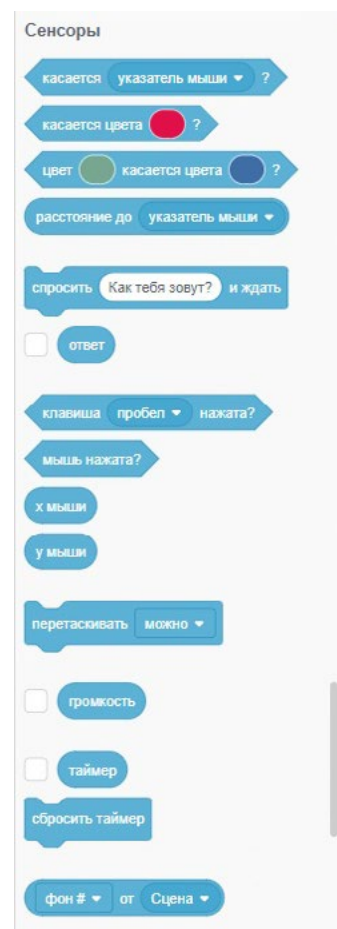 Сенсоры
касается указатель мыши ?
касается цвета ?
цвет касается цвета ?
расстояние до указатель мыши
спросить Как тебя зовут? и ждать
ответ
клавиша пробел нажата?
мышь нажата?
х мыши
у мыши
перетаскивать можно
громкость
таймер
сбросить таймер
фон # от Сцена